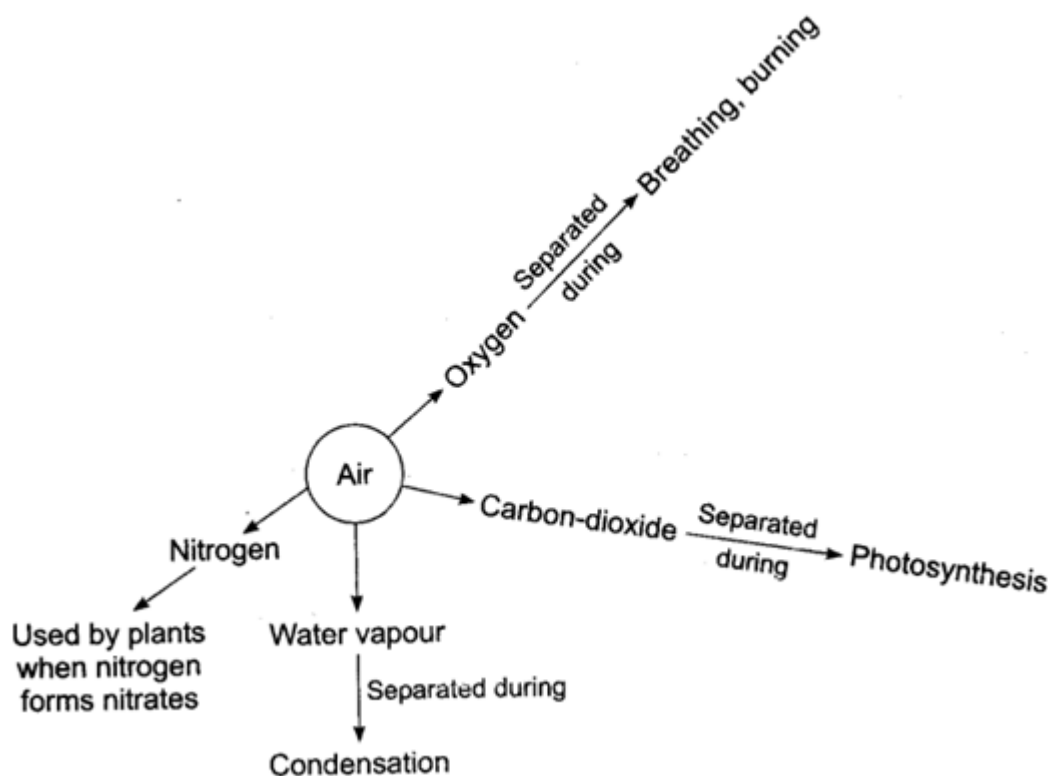 Breathing, burning
Separated
during
Oxygen
Air
Carbon-dioxide
Separated
during
Photosynthesis
Nitrogen
Used by plants
when nitrogen
forms nitrates
Water vapour
Separated during
Condensation